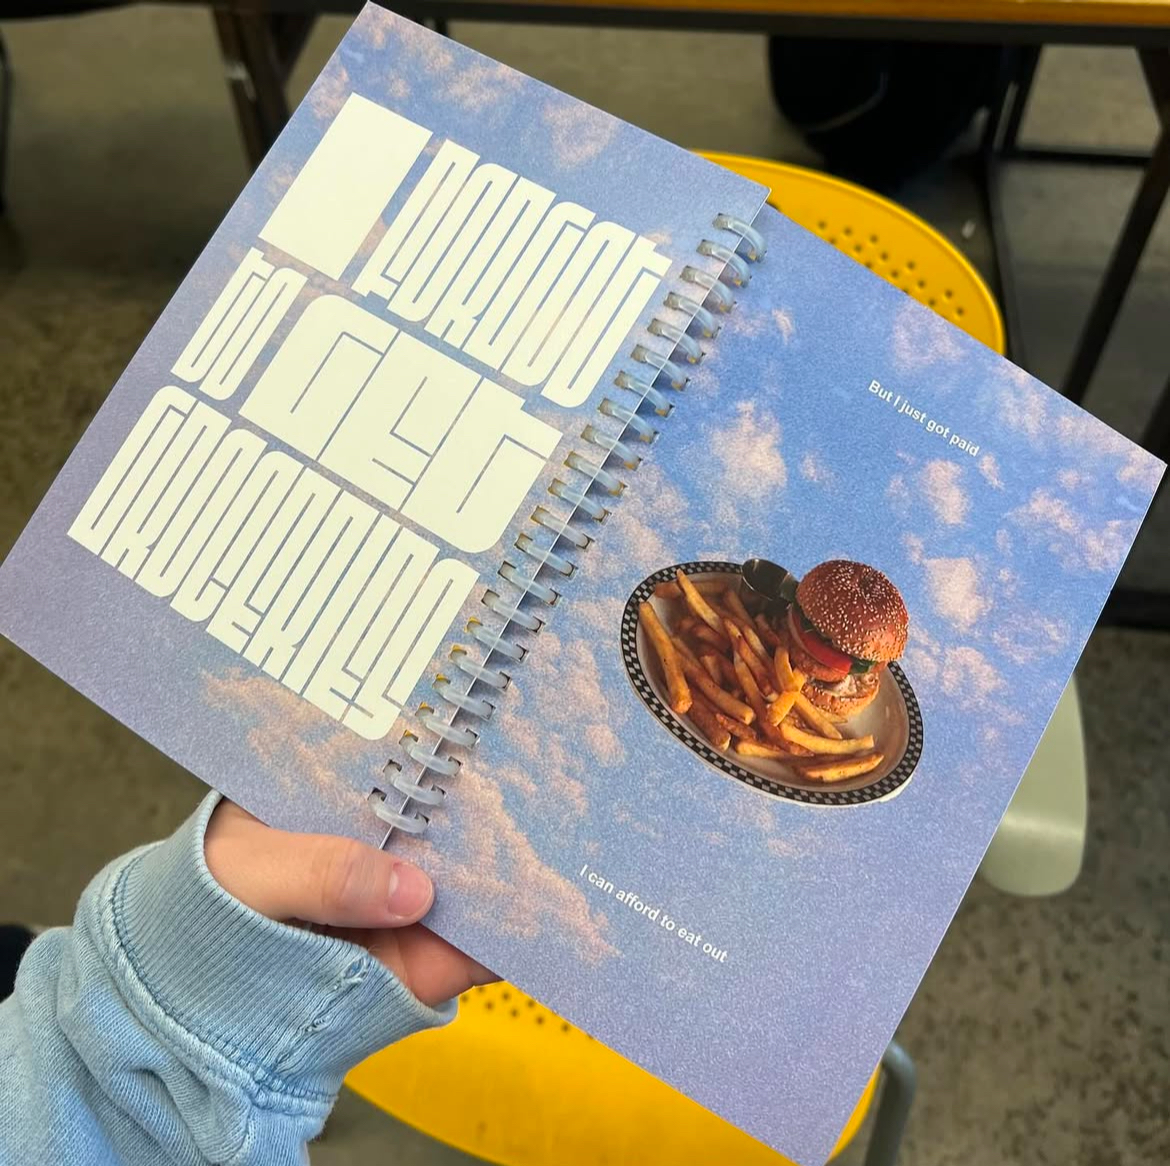 I FORGOT
TO GET
GROCERIES
But I just got paid
I can afford to eat out